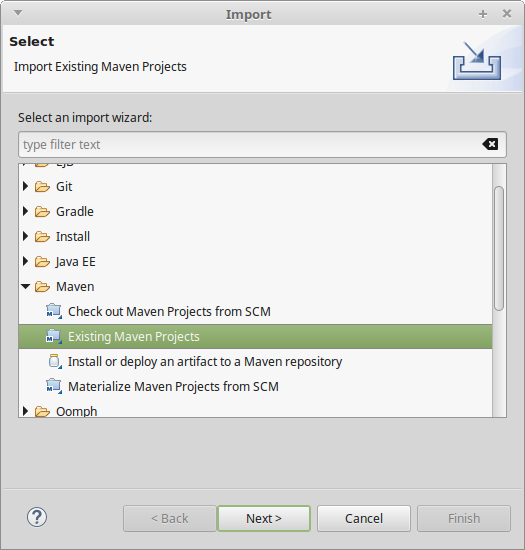 Import
Select
Import Existing Maven Projects
Select an import wizard:
type filter text
EJB
Git
Gradle
Install
Java EE
Maven
Check out Maven Projects from SCM
Existing Maven Projects
Install or deploy an artifact to a Maven repository
Materialize Maven Projects from SCM
Oomph
?
< Back
Next >
Cancel
Finish